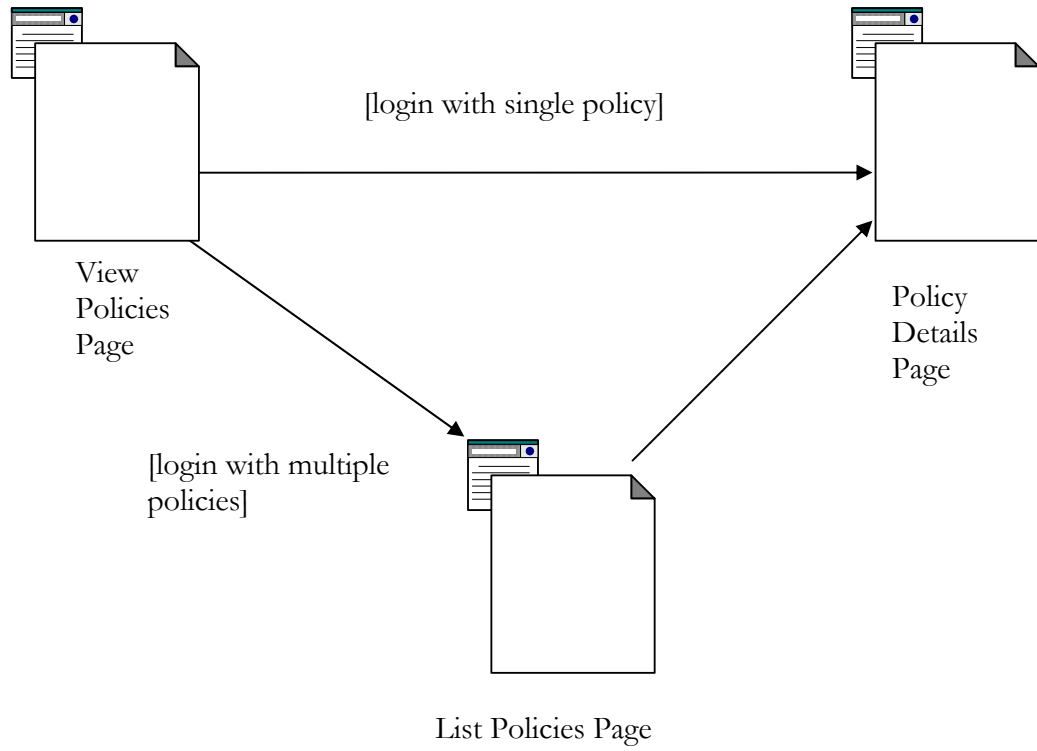 [login with single policy]
View
Policies
Page
Policy
Details
Page
[login with multiple
policies]
List Policies Page